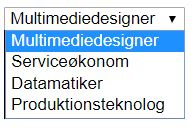 Multimediedesigner
Multimediedesigner
Serviceøkonom
Datamatiker
Produktionsteknolog